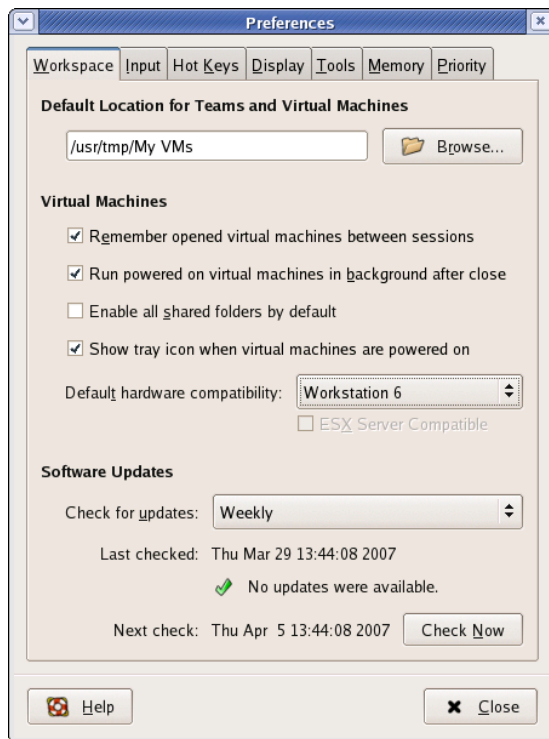 Preferences
Workspace Input Hot Keys Display Tools Memory Priority
Default Location for Teams and Virtual Machines
/usr/tmp/My VMs Browse...
Virtual Machines
Remember opened virtual machines between sessions
Run powered on virtual machines in background after close
Enable all shared folders by default
Show tray icon when virtual machines are powered on
Default hardware compatibility: Workstation 6
ESX Server Compatible
Software Updates
Check for updates: Weekly
Last checked: Thu Mar 29 13:44:08 2007
No updates were available.
Next check: Thu Apr 5 13:44:08 2007 Check Now
Help Close